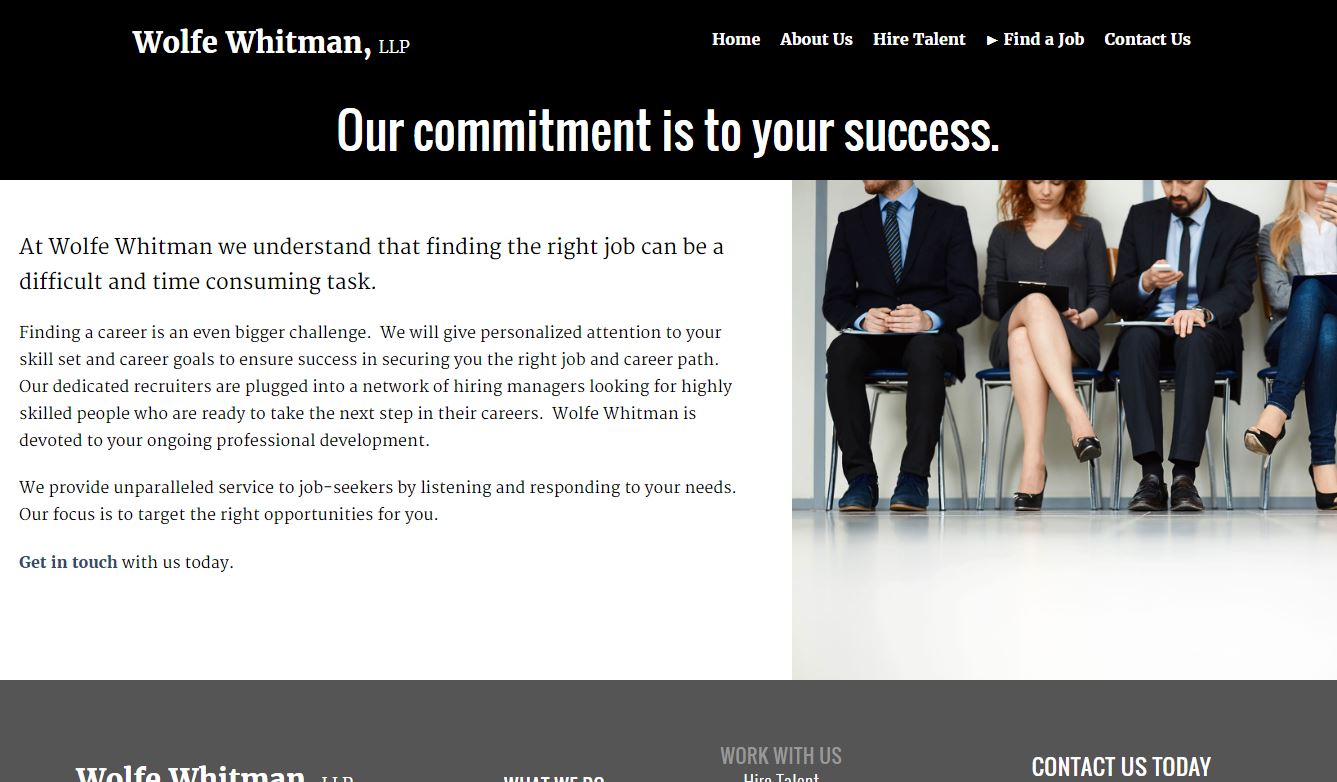 Wolfe Whitman, LLP
Home About Us Hire Talent ► Find a Job Contact Us
Our commitment is to your success.
At Wolfe Whitman we understand that finding the right job can be a
difficult and time consuming task.
Finding a career is an even bigger challenge.  We will give personalized attention to your
skill set and career goals to ensure success in securing you the right job and career path.
Our dedicated recruiters are plugged into a network of hiring managers looking for highly
skilled people who are ready to take the next step in their careers.  Wolfe Whitman is
devoted to your ongoing professional development.
We provide unparalleled service to job-seekers by listening and responding to your needs.
Our focus is to target the right opportunities for you.
Get in touch with us today.
Wolfe Whitman, LLP
WHAT WE DO
WORK WITH US
Hire Talent
CONTACT US TODAY